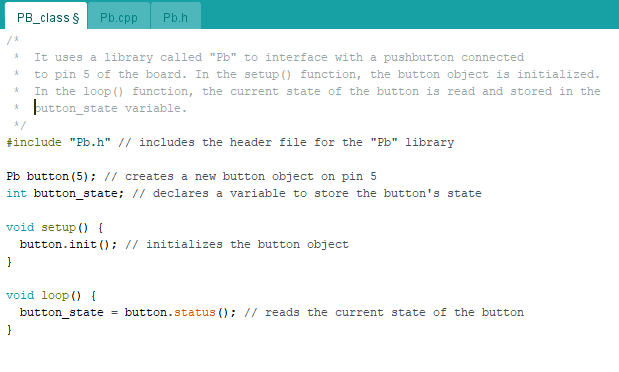 PB_class § Pb.cpp Pb.h
/*
 * It uses a library called "Pb" to interface with a pushbutton connected
 * to pin 5 of the board. In the setup() function, the button object is initialized.
 * In the loop() function, the current state of the button is read and stored in the
 * button_state variable.
 */
#include "Pb.h" // includes the header file for the "Pb" library
Pb button(5); // creates a new button object on pin 5
int button_state; // declares a variable to store the button's state
void setup() {
  button.init(); // initializes the button object
}
void loop() {
  button_state = button.status(); // reads the current state of the button
}